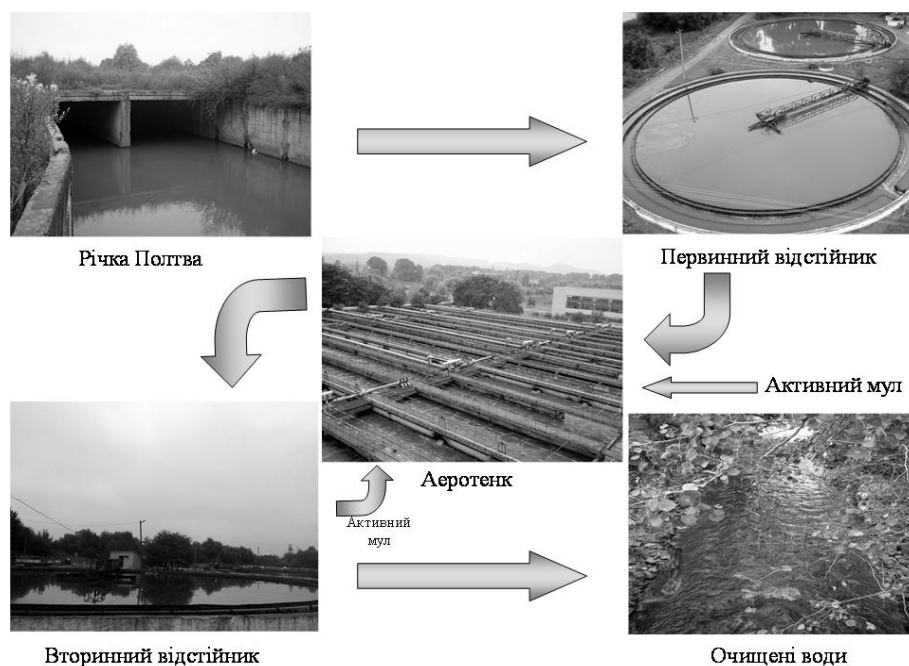 Річка Полтва
Первинний відстійник
Активний мул
Аеротенк
Активний
мул
Вторинний відстійник
Очищені води